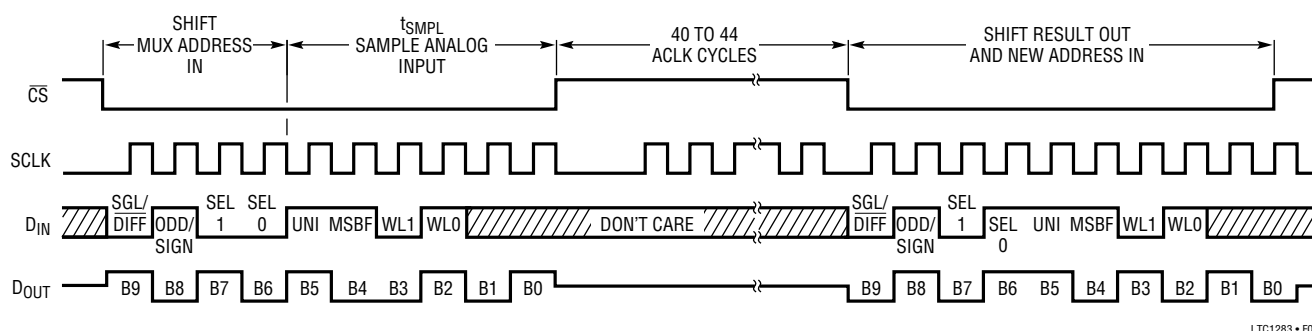 SHIFT
MUX ADDRESS
IN
tSMPL
SAMPLE ANALOG
INPUT
40 TO 44
ACLK CYCLES
SHIFT RESULT OUT
AND NEW ADDRESS IN
CS
SCLK
DIN
SGL/
DIFF
ODD/
SIGN
SEL
1
SEL
0
UNI
MSBF
WL1
WL0
DON'T CARE
SGL/
DIFF
ODD/
SIGN
SEL
1
SEL
0
UNI
MSBF
WL1
WL0
DOUT
B9 B8 B7 B6 B5 B4 B3 B2 B1 B0
B9 B8 B7 B6 B5 B4 B3 B2 B1 B0
LTC1283 • F0